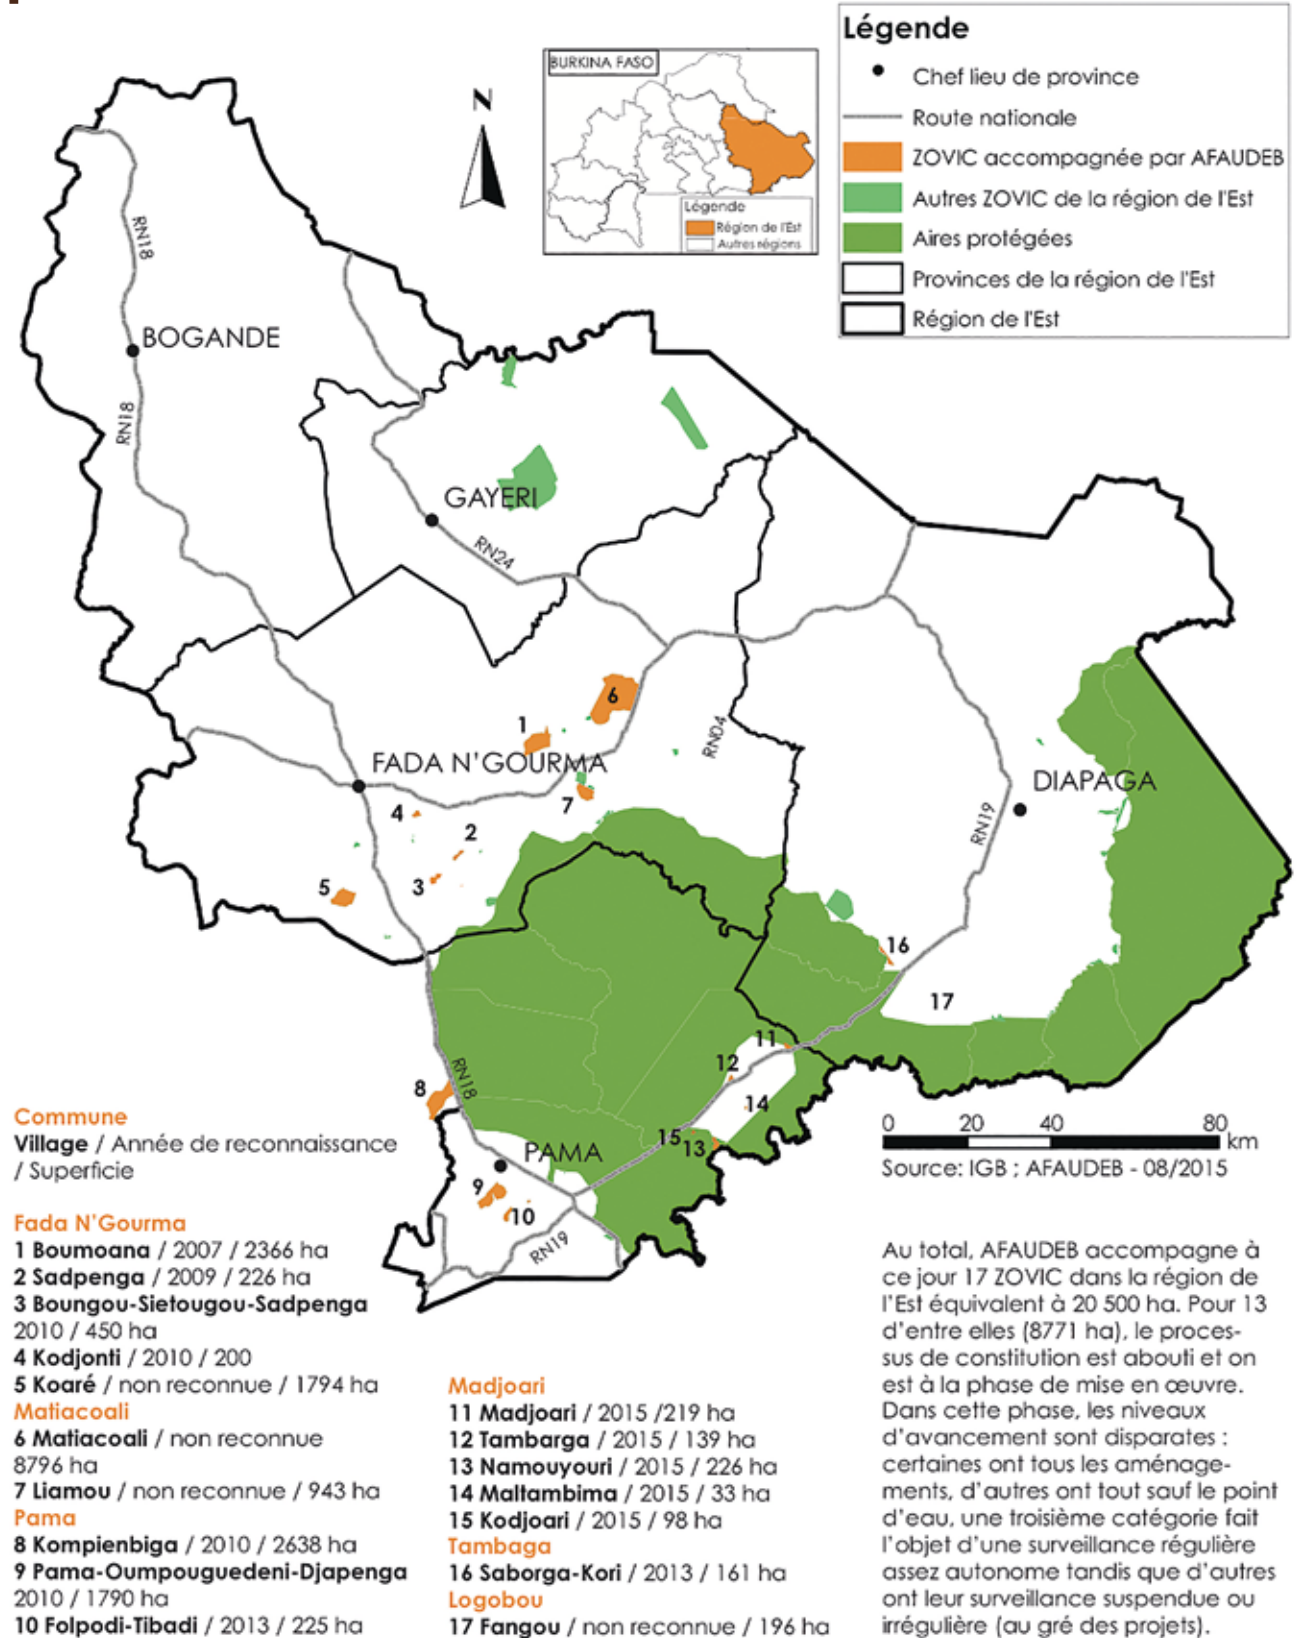 Légende
Chef lieu de province
Route nationale
ZOVIC accompagnée par AFAUDEB
Autres ZOVIC de la région de l'Est
Aires protégées
Provinces de la région de l'Est
Région de l'Est
BURKINA FASO
Légende
Région de l'Est
Autres régions
N
RN18
BOGANDE
RN18
GAYERI
RN24
6
1
FADA N'GOURMA
RN04
DIAPAGA
7
4
2
RN19
3
5
16
17
11
12
8
RN18
14
15
13
PAMA
9
10
RN19
0 20 40 80 km
Source: IGB ; AFAUDEB - 08/2015
Commune
Village / Année de reconnaissance
/ Superficie
Fada N'Gourma
1 Boumoana / 2007 / 2366 ha
2 Sadpenga / 2009 / 226 ha
3 Boungou-Sietougou-Sadpenga
2010 / 450 ha
4 Kodjonti / 2010 / 200
5 Koaré / non reconnue / 1794 ha
Matiacoali
6 Matiacoali / non reconnue
8796 ha
7 Liamou / non reconnue / 943 ha
Pama
8 Kompienbiga / 2010 / 2638 ha
9 Pama-Oumpouguedeni-Djapenga
2010 / 1790 ha
10 Folpodi-Tibadi / 2013 / 225 ha
Madjoari
11 Madjoari / 2015 /219 ha
12 Tambarga / 2015 / 139 ha
13 Namouyouri / 2015 / 226 ha
14 Maltambima / 2015 / 33 ha
15 Kodjoari / 2015 / 98 ha
Tambaga
16 Saborga-Kori / 2013 / 161 ha
Logobou
17 Fangou / non reconnue / 196 ha
Au total, AFAUDEB accompagne à
ce jour 17 ZOVIC dans la région de
l'Est équivalent à 20 500 ha. Pour 13
d'entre elles (8771 ha), le proces-
sus de constitution est abouti et on
est à la phase de mise en œuvre.
Dans cette phase, les niveaux
d'avancement sont disparates :
certaines ont tous les aménage-
ments, d'autres ont tout sauf le point
d'eau, une troisième catégorie fait
l'objet d'une surveillance régulière
assez autonome tandis que d'autres
ont leur surveillance suspendue ou
irrégulière (au gré des projets).